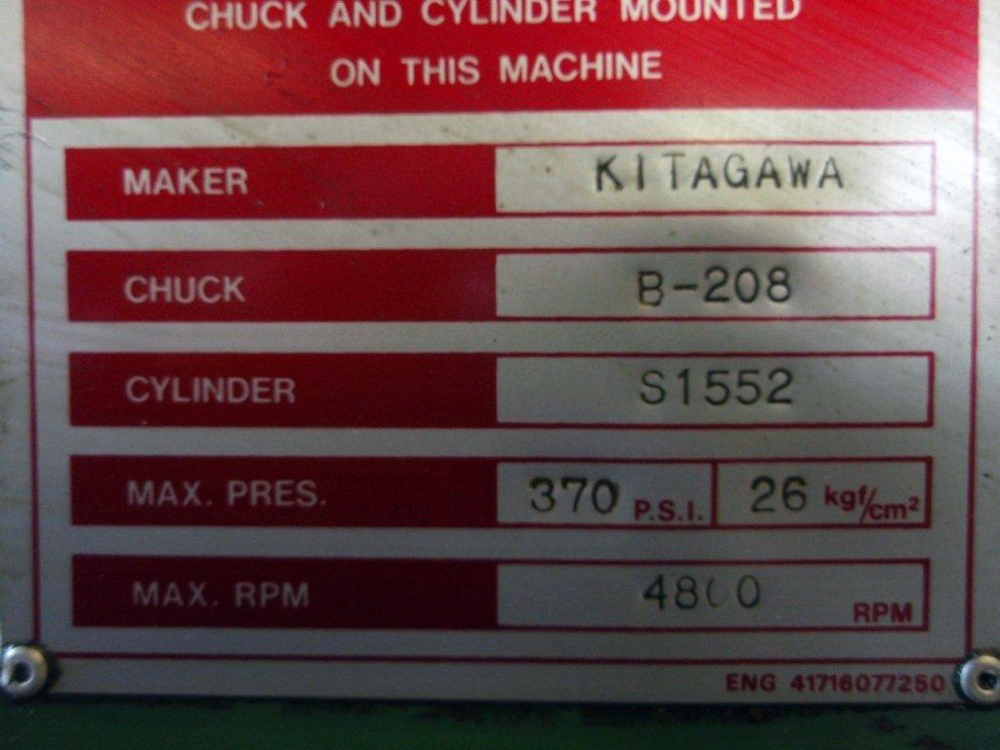 CHUCK AND CYLINDER MOUNTED
ON THIS MACHINE
MAKER KITAGAWA
CHUCK B-208
CYLINDER S1552
MAX. PRES. 370 P.S.I. 26 kgf/cm²
MAX. RPM 4800 RPM
ENG 41716077250